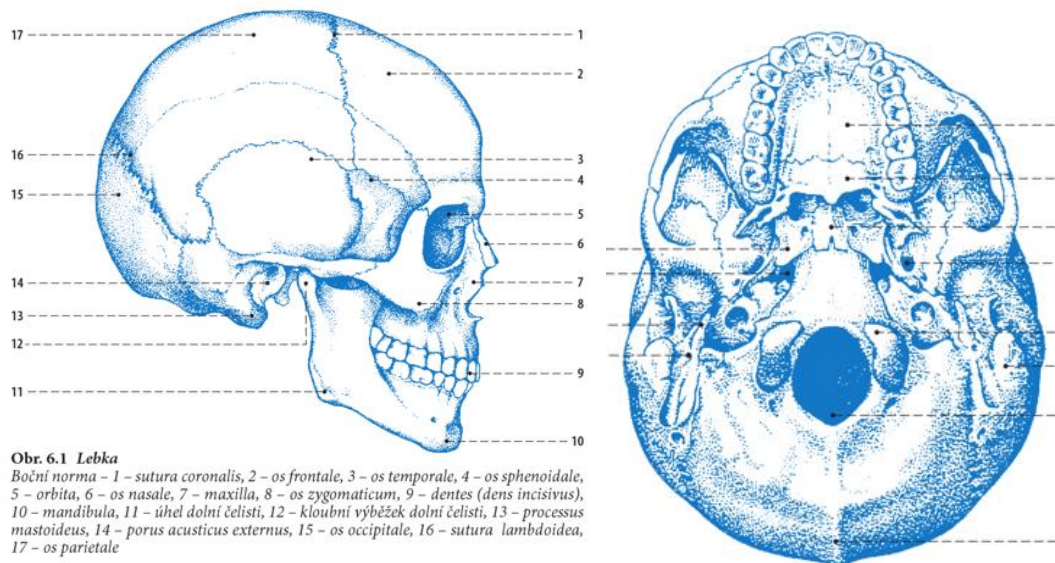 17
1
2
16
3
15
4
5
6
14
7
8
13
12
11
9
10
Obr. 6.1 Lebka
Boční norma – 1 – sutura coronalis, 2 – os frontale, 3 – os temporale, 4 – os sphenoidale,
5 – orbita, 6 – os nasale, 7 – maxilla, 8 – os zygomaticum, 9 – dentes (dens incisivus),
10 – mandibula, 11 – úhel dolní čelisti, 12 – kloubní výběžek dolní čelisti, 13 – processus
mastoideus, 14 – porus acusticus externus, 15 – os occipitale, 16 – sutura lambdoidea,
17 – os parietale